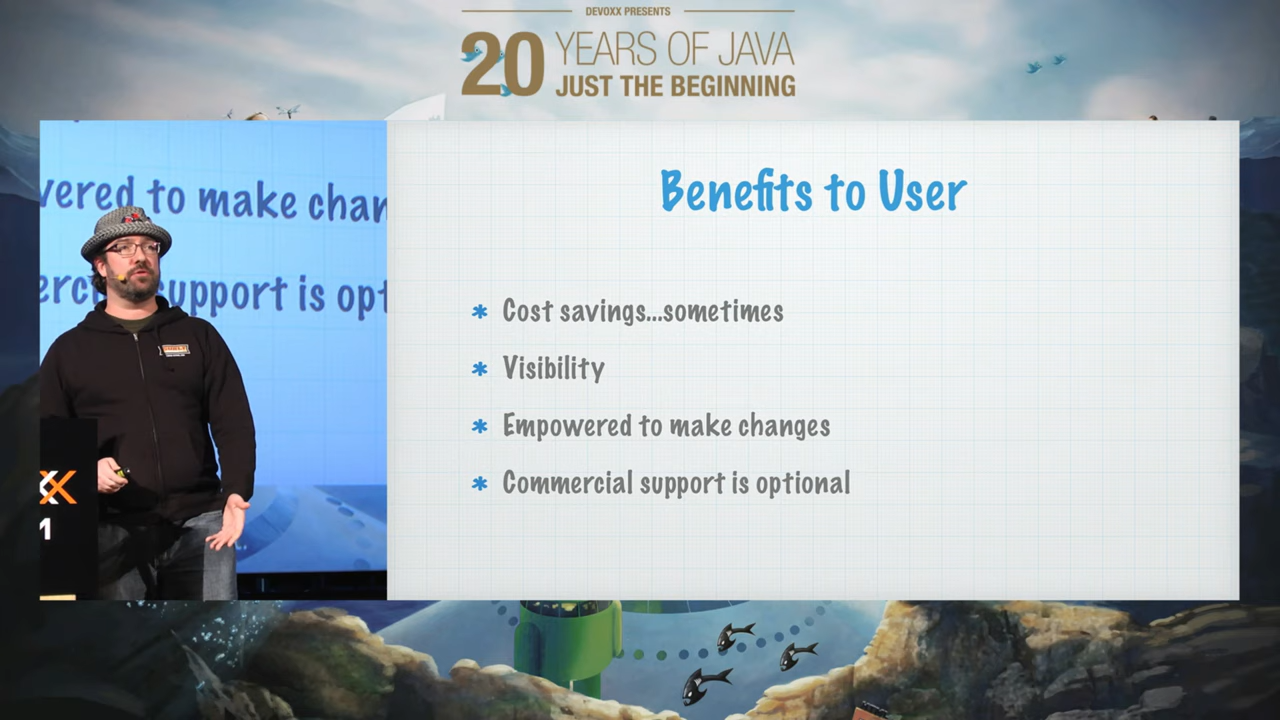 DEVOXX PRESENTS
20 YEARS OF JAVA
JUST THE BEGINNING
vered to make chan
support is opt
Benefits to User
* Cost savings...sometimes
* Visibility
* Empowered to make changes
* Commercial support is optional